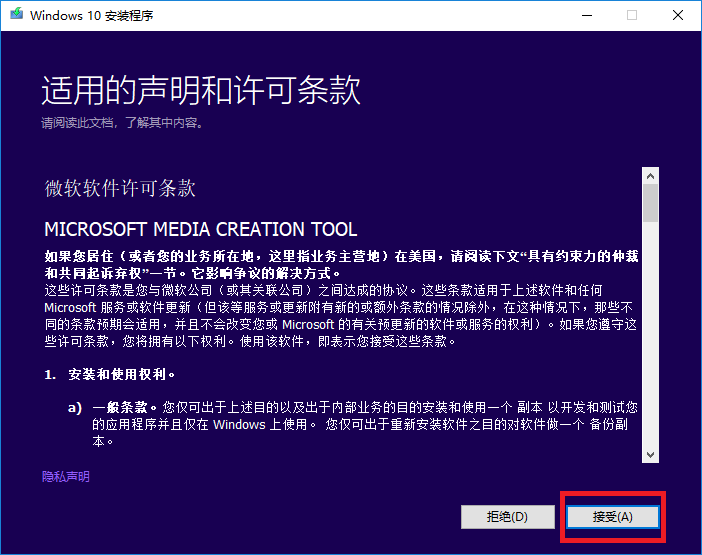 Windows 10 安装程序
适用的声明和许可条款
请阅读此文档，了解其中内容。
微软软件许可条款
MICROSOFT MEDIA CREATION TOOL
如果您居住（或者您的业务所在地，这里指业务主营地）在美国，请阅读下文“具有约束力的仲裁
和共同起诉弃权”一节。它影响争议的解决方式。
这些许可条款是您与微软公司（或其关联公司）之间达成的协议。这些条款适用于上述软件和任何
Microsoft 服务或软件更新（但该等服务或更新附有新的或额外条款的情况除外，在这种情况下，那些不
同的条款预期会适用，并且不会改变您或 Microsoft 的有关预更新的软件或服务的权利）。如果您遵守这
些许可条款，您将拥有以下权利。使用该软件，即表示您接受这些条款。
1. 安装和使用权利。
a) 一般条款。您仅可出于上述目的以及出于内部业务的目的安装和使用一个 副本 以开发和测试您
的应用程序并且仅在 Windows 上使用。 您仅可出于重新安装软件之目的对软件做一个 备份副
本。
隐私声明
拒绝(D)
接受(A)